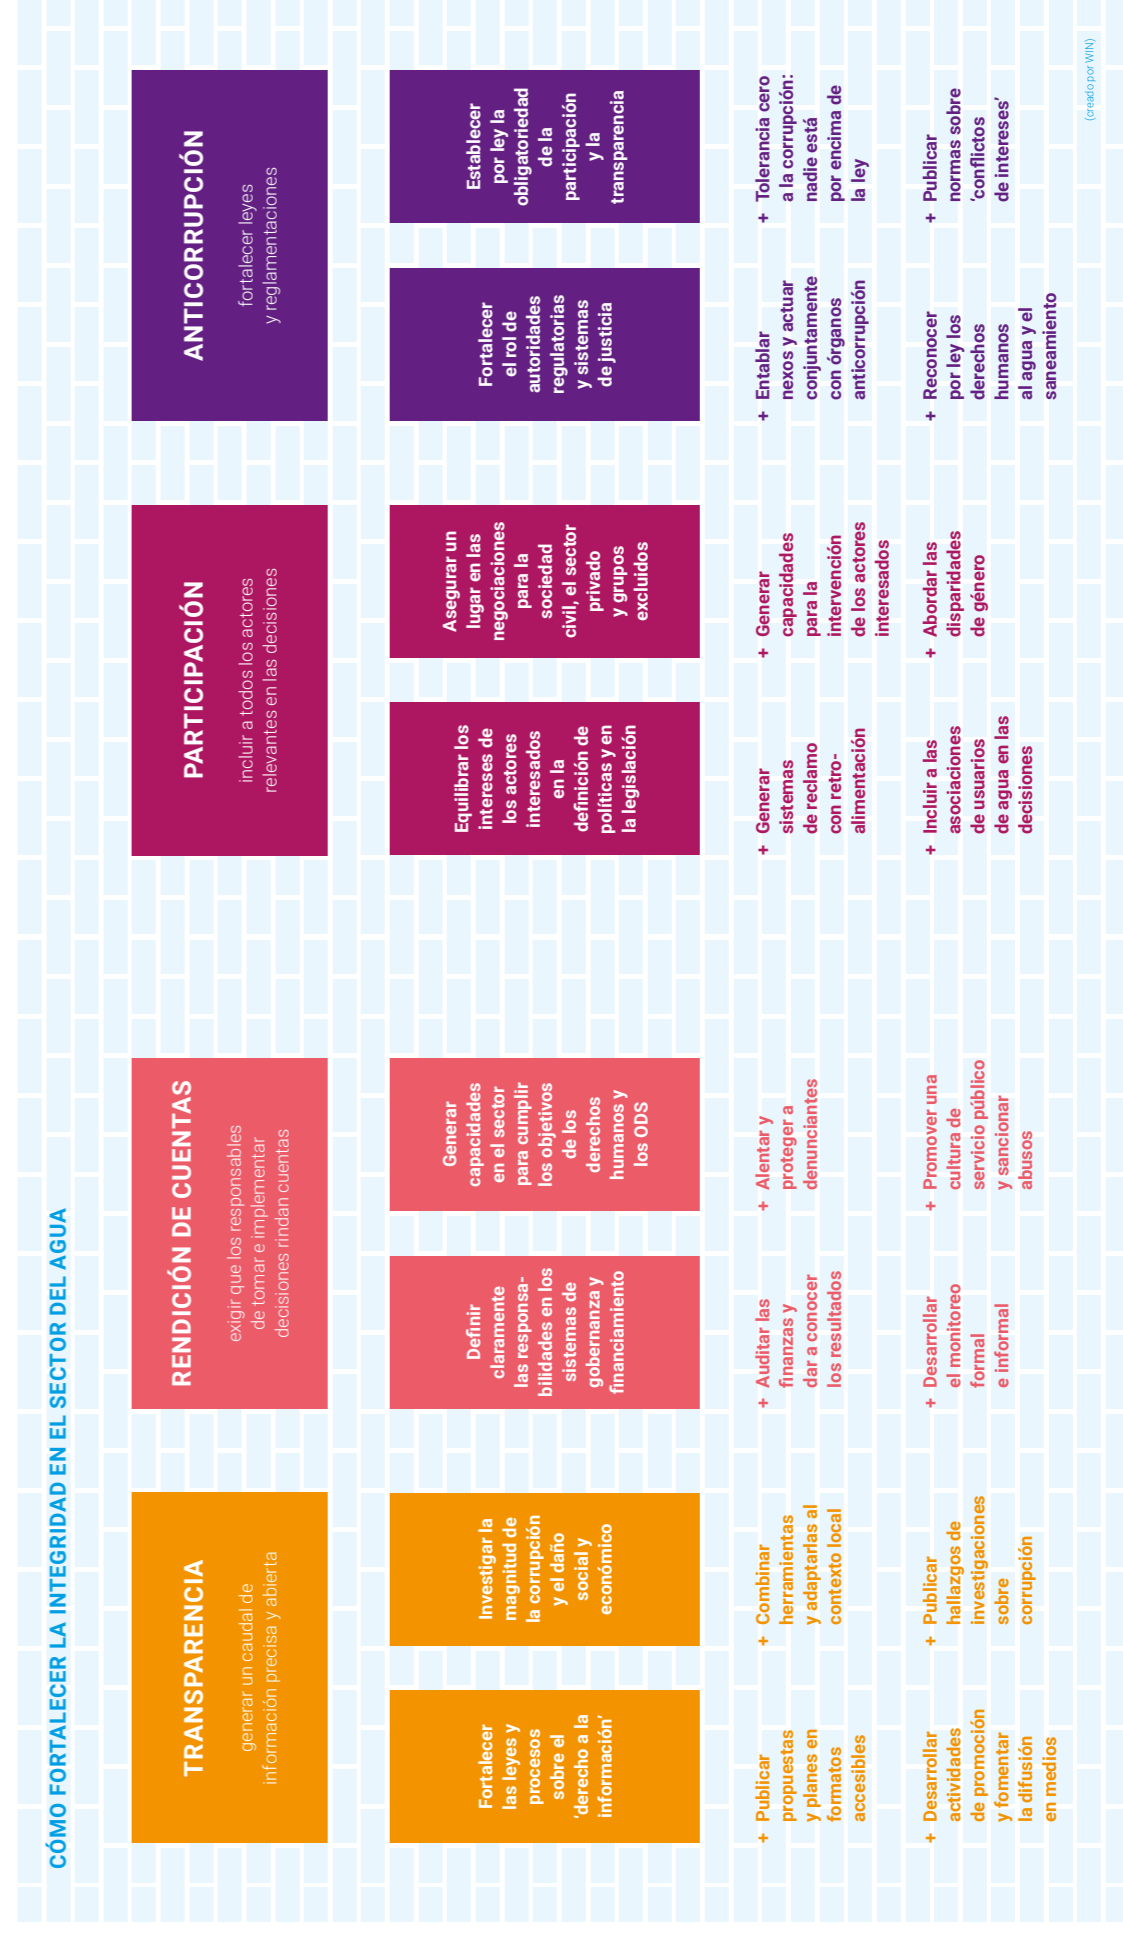 CÓMO FORTALECER LA INTEGRIDAD EN EL SECTOR DEL AGUA
TRANSPARENCIA
generar un caudal de
información precisa y abierta
RENDICIÓN DE CUENTAS
exigir que los responsables
de tomar e implementar
decisiones rindan cuentas
PARTICIPACIÓN
incluir a todos los actores
relevantes en las decisiones
ANTICORRUPCIÓN
fortalecer leyes
y reglamentaciones
Fortalecer
las leyes y
procesos
sobre el
‘derecho a la
información’
Investigar la
magnitud de
la corrupción
y el daño
social y
económico
Definir
claramente
las responsa-
bilidades en los
sistemas de
gobernanza y
financiamiento
Generar
capacidades
en el sector
para cumplir
los objetivos
de los
derechos
humanos y
los ODS
Equilibrar los
intereses de
los actores
interesados
en la
definición de
políticas y en
la legislación
Asegurar un
lugar en las
negociaciones
para la
sociedad
civil, el sector
privado
y grupos
excluidos
Fortalecer
el rol de
autoridades
regulatorias
y sistemas
de justicia
Establecer
por ley la
obligatoriedad
de la
participación
y la
transparencia
+ Publicar
propuestas
y planes en
formatos
accesibles
+ Combinar
herramientas
y adaptarlas al
contexto local
+ Auditar las
finanzas y
dar a conocer
los resultados
+ Alentar y
proteger a
denunciantes
+ Generar
sistemas
de reclamo
con retro-
alimentación
+ Generar
capacidades
para la
intervención
de los actores
interesados
+ Entablar
nexos y actuar
conjuntamente
con órganos
anticorrupción
+ Tolerancia cero
a la corrupción:
nadie está
por encima de
la ley
+ Desarrollar
actividades
de promoción
y fomentar
la difusión
en medios
+ Publicar
hallazgos de
investigaciones
sobre
corrupción
+ Desarrollar
el monitoreo
formal
e informal
+ Promover una
cultura de
servicio público
y sancionar
abusos
+ Incluir a las
asociaciones
de usuarios
de agua en las
decisiones
+ Abordar las
disparidades
de género
+ Reconocer
por ley los
derechos
humanos
al agua y el
saneamiento
+ Publicar
normas sobre
‘conflictos
de intereses’
(creado por WIN)